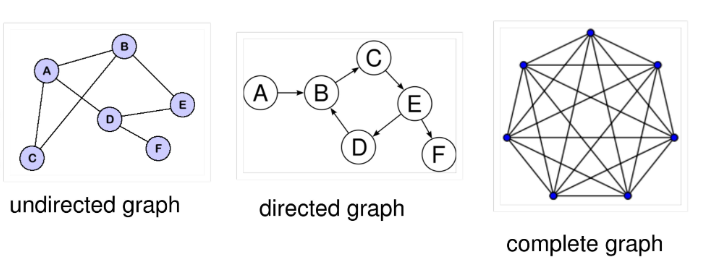 B
A
E
D
F
C
undirected graph
C
A
B
E
D
F
directed graph
complete graph